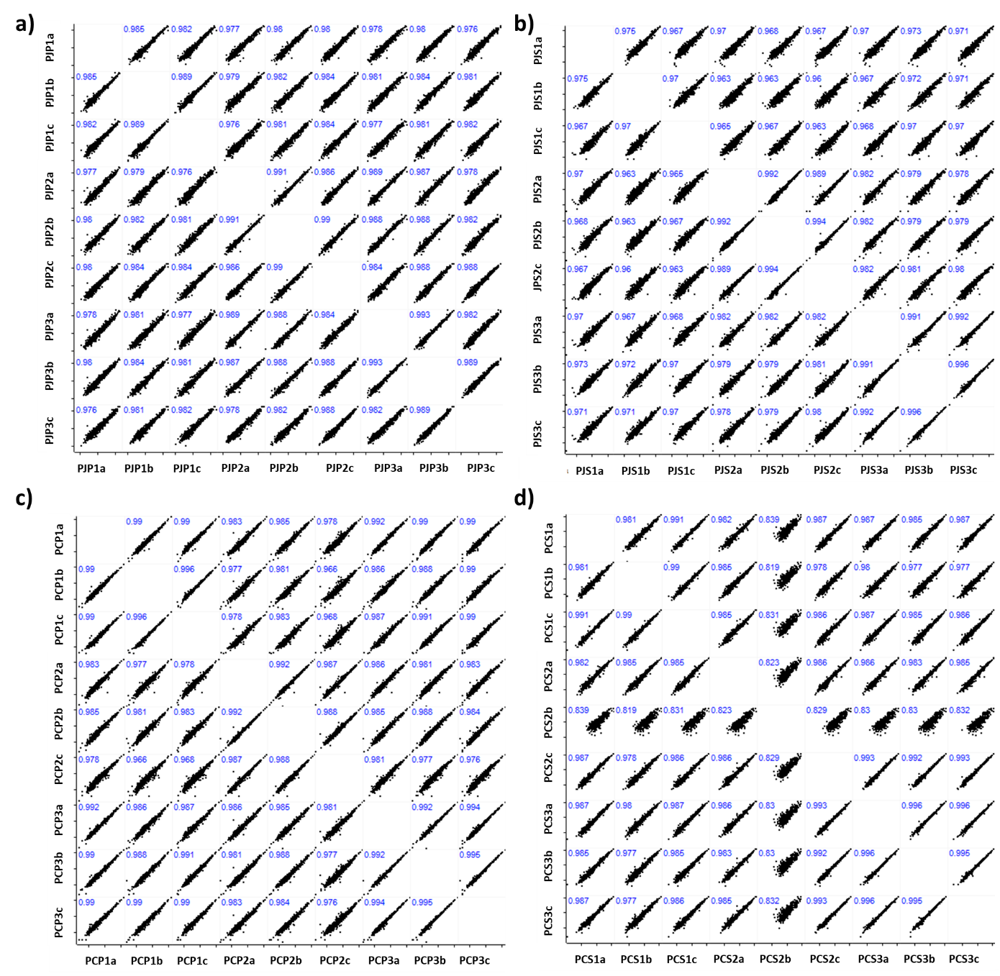 a)
PJP1a 0.985 0.982 0.977 0.98 0.98 0.978 0.98 0.976
PJP1b 0.985 0.989 0.979 0.982 0.984 0.981 0.984 0.981
PJP1c 0.982 0.989 0.976 0.981 0.984 0.977 0.981 0.982
PJP2a 0.977 0.979 0.976 0.991 0.986 0.989 0.987 0.978
PJP2b 0.98 0.982 0.981 0.991 0.99 0.988 0.988 0.982
PJP2c 0.98 0.984 0.984 0.986 0.99 0.984 0.988 0.988
PJP3a 0.978 0.981 0.977 0.989 0.988 0.984 0.993 0.982
PJP3b 0.98 0.984 0.981 0.987 0.988 0.988 0.993 0.989
PJP3c 0.976 0.981 0.982 0.978 0.982 0.988 0.982 0.989
PJP1a PJP1b PJP1c PJP2a PJP2b PJP2c PJP3a PJP3b PJP3c
b)
PJS1a 0.975 0.967 0.97 0.968 0.967 0.97 0.973 0.971
PJS1b 0.975 0.97 0.963 0.963 0.96 0.967 0.972 0.971
PJS1c 0.967 0.97 0.965 0.967 0.963 0.968 0.97 0.97
PJS2a 0.97 0.963 0.965 0.992 0.989 0.982 0.979 0.978
PJS2b 0.968 0.963 0.967 0.992 0.994 0.982 0.979 0.979
JPS2c 0.967 0.96 0.963 0.989 0.994 0.982 0.981 0.98
PJS3a 0.97 0.967 0.968 0.982 0.982 0.982 0.991 0.992
PJS3b 0.973 0.972 0.97 0.979 0.979 0.981 0.991 0.996
PJS3c 0.971 0.971 0.97 0.978 0.979 0.98 0.992 0.996
PJS1a PJS1b PJS1c PJS2a PJS2b PJS2c PJS3a PJS3b PJS3c
c)
PCP1a 0.99 0.99 0.983 0.985 0.978 0.992 0.99 0.99
PCP1b 0.99 0.996 0.977 0.981 0.966 0.986 0.988 0.99
PCP1c 0.99 0.996 0.978 0.983 0.968 0.987 0.991 0.99
PCP2a 0.983 0.977 0.978 0.992 0.987 0.986 0.981 0.983
PCP2b 0.985 0.981 0.983 0.992 0.988 0.985 0.988 0.984
PCP2c 0.978 0.966 0.968 0.987 0.988 0.981 0.977 0.976
PCP3a 0.992 0.986 0.987 0.986 0.985 0.981 0.992 0.994
PCP3b 0.99 0.988 0.991 0.981 0.988 0.977 0.992 0.995
PCP3c 0.99 0.99 0.99 0.983 0.984 0.976 0.994 0.995
PCP1a PCP1b PCP1c PCP2a PCP2b PCP2c PCP3a PCP3b PCP3c
d)
PCS1a 0.981 0.991 0.982 0.839 0.987 0.987 0.985 0.987
PCS1b 0.981 0.99 0.985 0.819 0.978 0.98 0.977 0.977
PCS1c 0.991 0.99 0.985 0.831 0.986 0.987 0.985 0.986
PCS2a 0.982 0.985 0.985 0.823 0.986 0.986 0.983 0.985
PCS2b 0.839 0.819 0.831 0.823 0.829 0.83 0.83 0.832
PCS2c 0.987 0.978 0.986 0.986 0.829 0.993 0.992 0.993
PCS3a 0.987 0.98 0.987 0.986 0.83 0.993 0.996 0.996
PCS3b 0.985 0.977 0.985 0.983 0.83 0.992 0.996 0.995
PCS3c 0.987 0.977 0.986 0.985 0.832 0.993 0.996 0.995
PCS1a PCS1b PCS1c PCS2a PCS2b PCS2c PCS3a PCS3b PCS3c